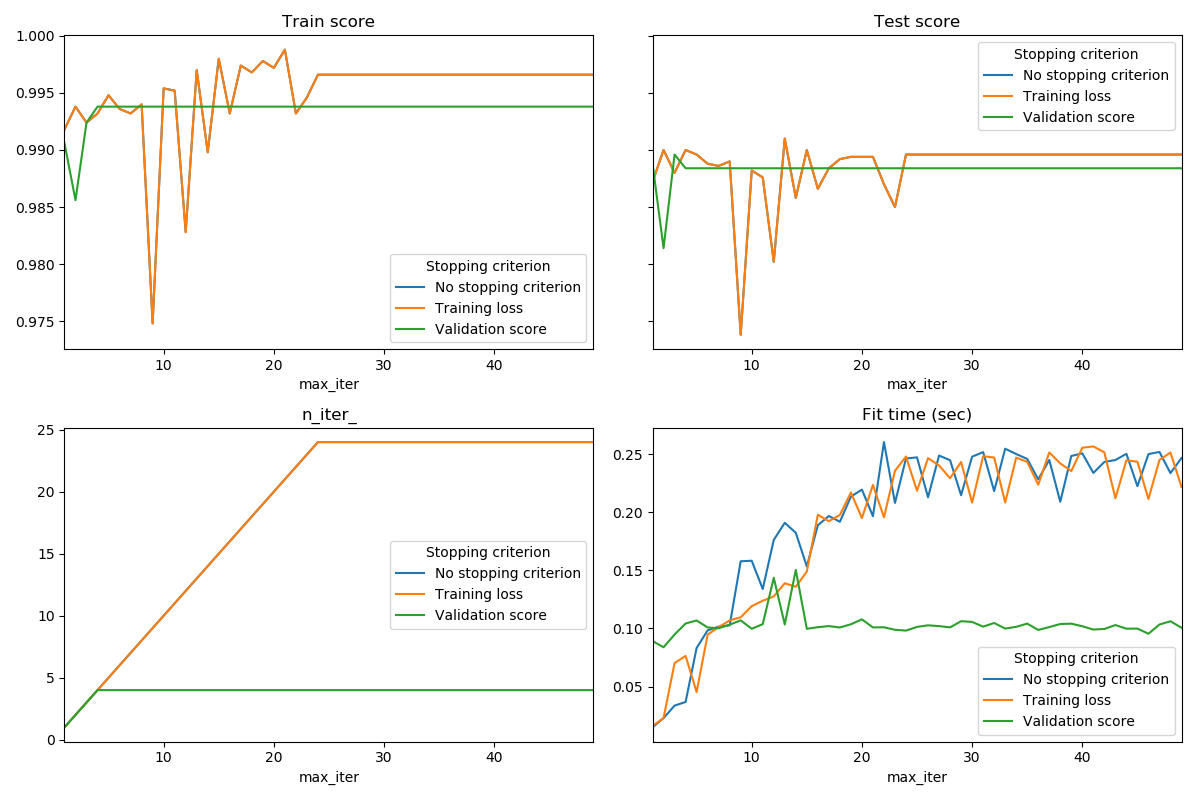 Train score
1.000
0.995
0.990
0.985
0.980
0.975
Stopping criterion
No stopping criterion
Training loss
Validation score
10 20 30 40
max_iter
Test score
Stopping criterion
No stopping criterion
Training loss
Validation score
10 20 30 40
max_iter
n_iter_
25
20
15
10
5
0
Stopping criterion
No stopping criterion
Training loss
Validation score
10 20 30 40
max_iter
Fit time (sec)
0.25
0.20
0.15
0.10
0.05
Stopping criterion
No stopping criterion
Training loss
Validation score
10 20 30 40
max_iter